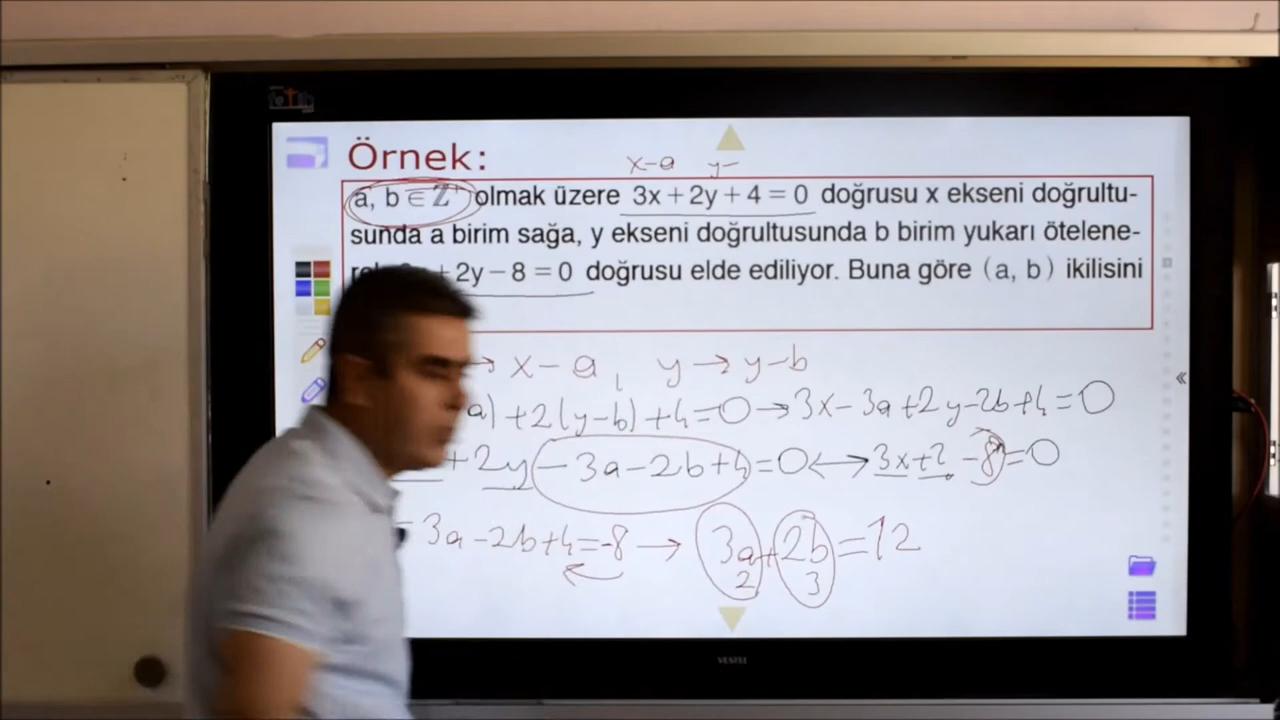 Örnek:
x-a y-
a, b ∈ Z⁺ olmak üzere 3x + 2y + 4 = 0 doğrusu x ekseni doğrultu-
sunda a birim sağa, y ekseni doğrultusunda b birim yukarı ötelene-
+ 2y - 8 = 0 doğrusu elde ediliyor. Buna göre (a, b) ikilisini
→ x - a, y → y - b
a) + 2(y-b) + 4 = 0 → 3x - 3a + 2y - 2b + 4 = 0
+ 2y - 3a - 2b + 4 = 0 ↔ 3x + 2 - 8 = 0
- 3a - 2b + 4 = -8 → 3a + 2b = 12
2 3
VESTEL